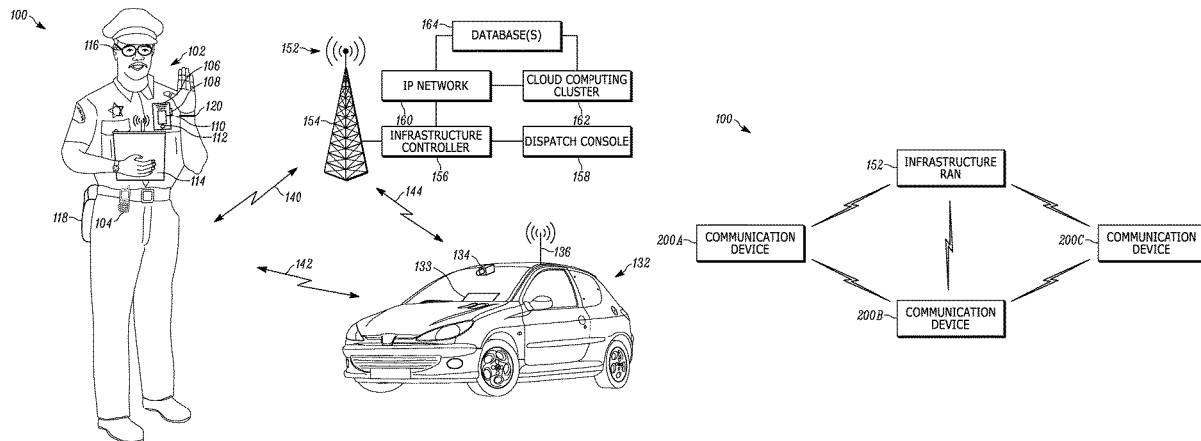 100
116
102
106
108
120
110
112
114
118
104
140
142
144
152
154
164
DATABASE(S)
IP NETWORK
CLOUD COMPUTING
CLUSTER
160
162
INFRASTRUCTURE
CONTROLLER
DISPATCH CONSOLE
156
158
136
134
133
132
100
152
INFRASTRUCTURE
RAN
200A
COMMUNICATION
DEVICE
200C
COMMUNICATION
DEVICE
200B
COMMUNICATION
DEVICE